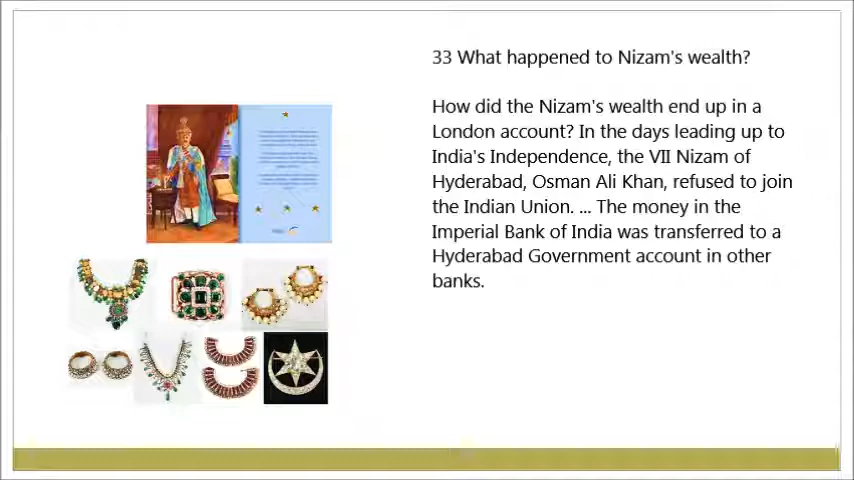 33 What happened to Nizam's wealth?
How did the Nizam's wealth end up in a
London account? In the days leading up to
India's Independence, the VII Nizam of
Hyderabad, Osman Ali Khan, refused to join
the Indian Union. ... The money in the
Imperial Bank of India was transferred to a
Hyderabad Government account in other
banks.